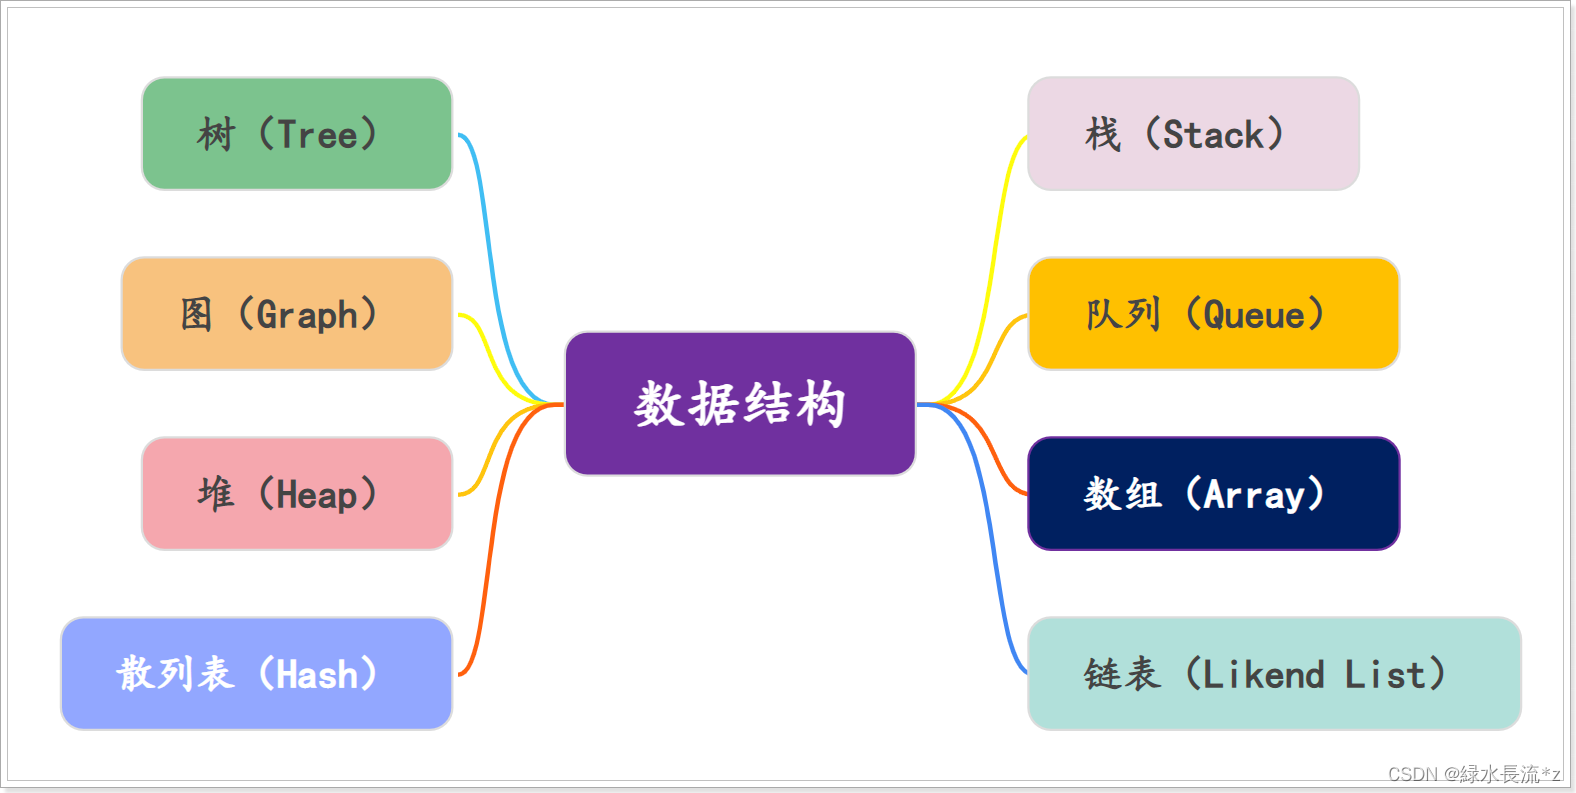 树（Tree）
图（Graph）
堆（Heap）
散列表（Hash）
数据结构
栈（Stack）
队列（Queue）
数组（Array）
链表（Likend List）
CSDN @緑水長流*z